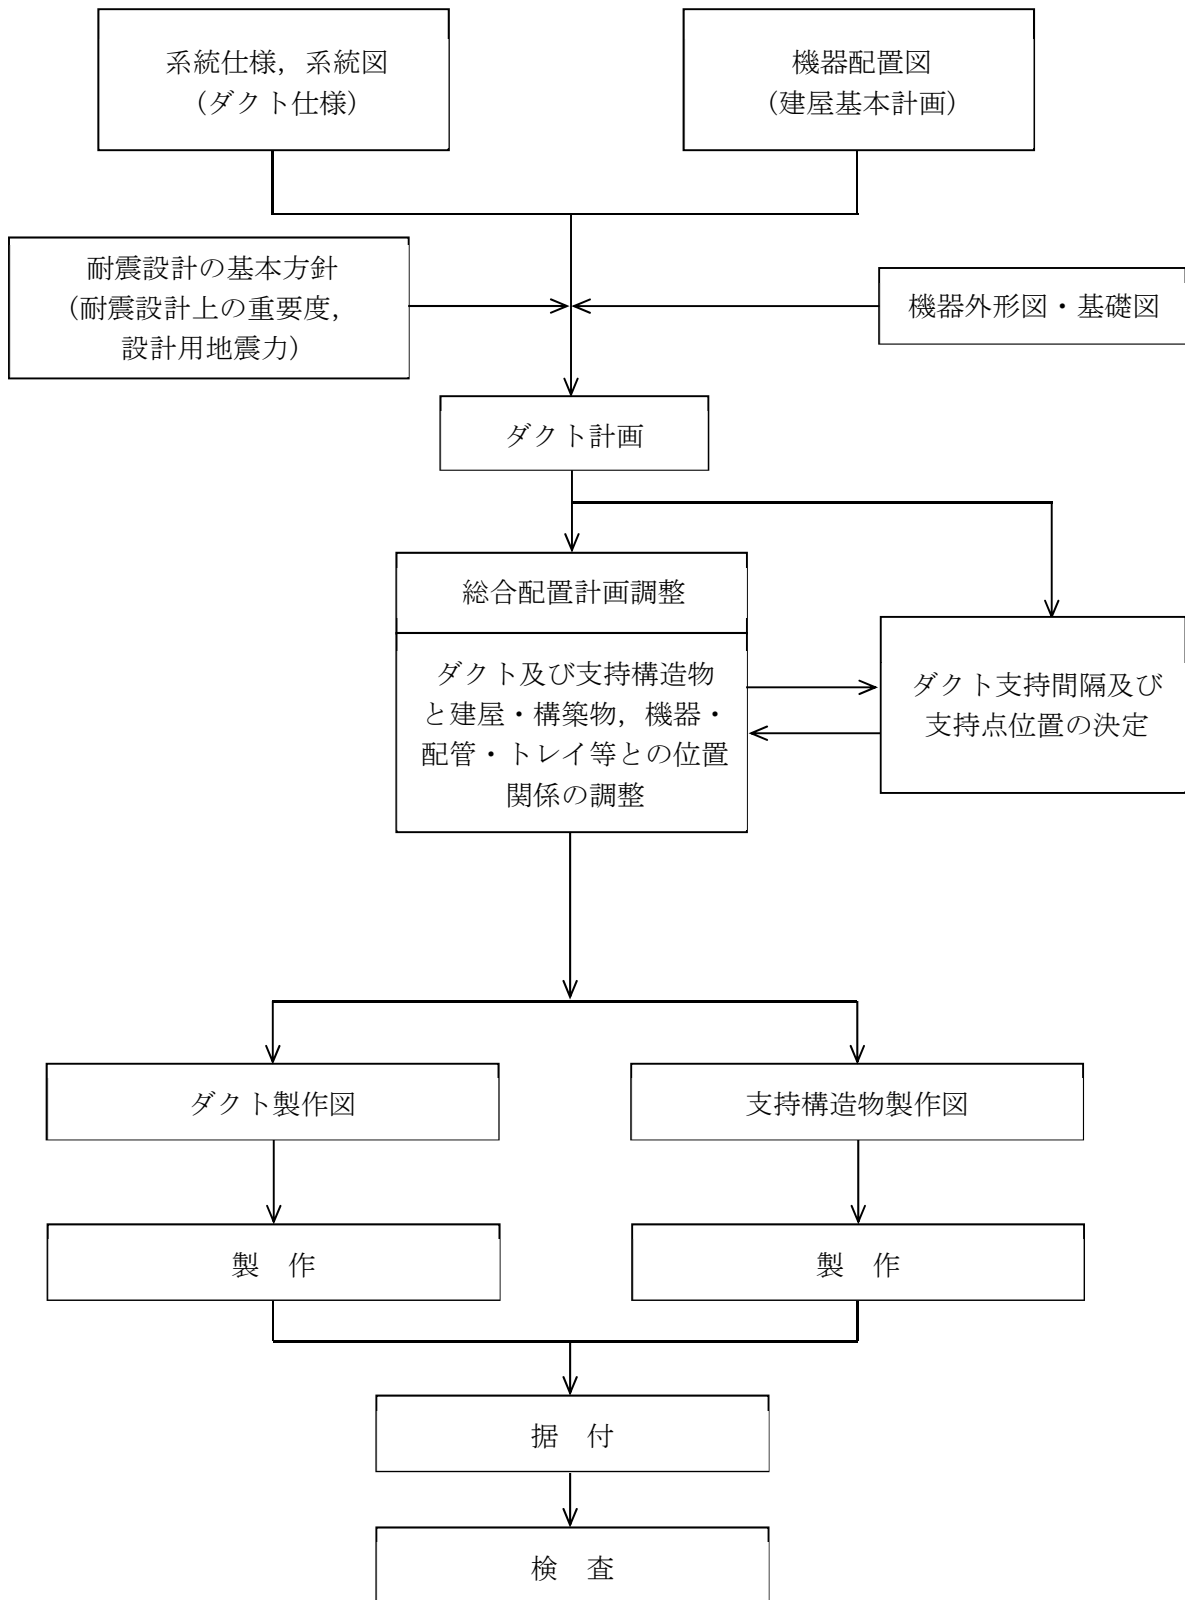 系統仕様，系統図
（ダクト仕様）
機器配置図
（建屋基本計画）
耐震設計の基本方針
（耐震設計上の重要度，
設計用地震力）
機器外形図・基礎図
ダクト計画
総合配置計画調整
ダクト及び支持構造物
と建屋・構築物，機器・
配管・トレイ等との位置
関係の調整
ダクト支持間隔及び
支持点位置の決定
ダクト製作図
支持構造物製作図
製　作
製　作
据　付
検　査